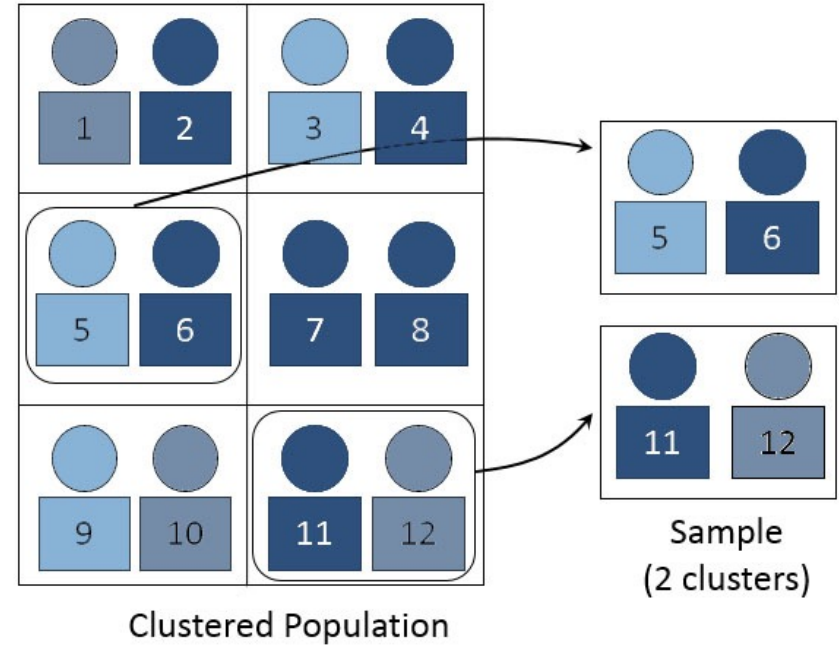 1 2 3 4
5 6 7 8
9 10 11 12
5 6
11 12
Sample
(2 clusters)
Clustered Population